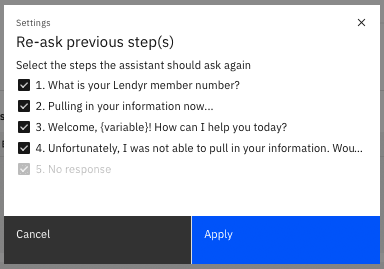 Settings
Re-ask previous step(s)
Select the steps the assistant should ask again
1. What is your Lendyr member number?
2. Pulling in your information now...
3. Welcome, {variable}! How can I help you today?
4. Unfortunately, I was not able to pull in your information. Wou...
5. No response
Cancel
Apply